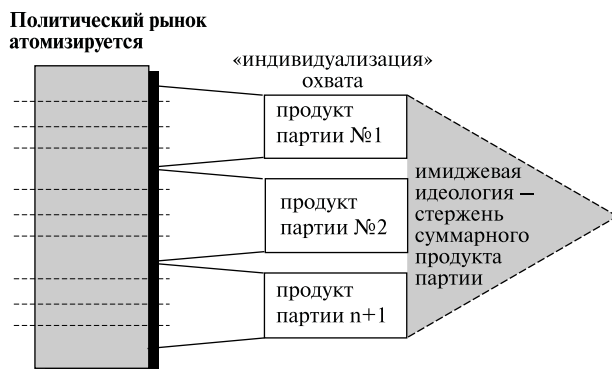 Политический рынок
атомизируется
«индивидуализация»
охвата
продукт
партии №1
продукт
партии №2
продукт
партии n+1
имиджевая
идеология –
стержень
суммарного
продукта
партии